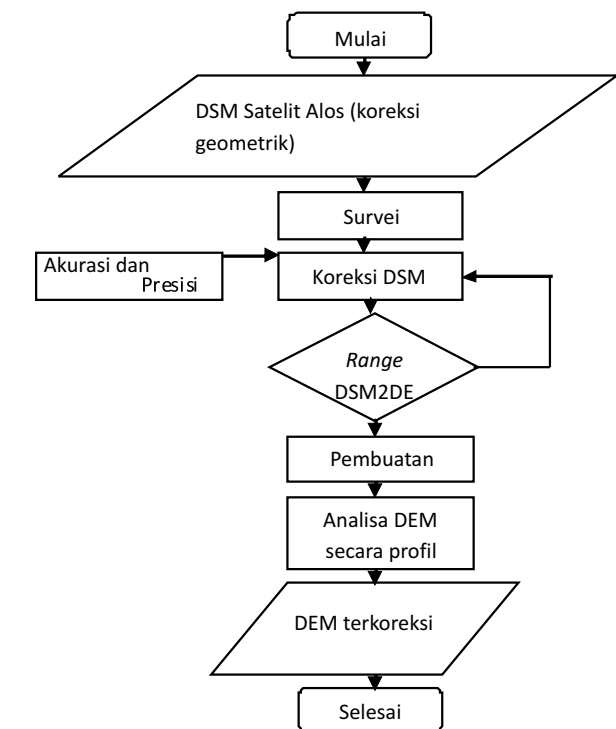 Mulai
DSM Satelit Alos (koreksi
geometrik)
Survei
Akurasi dan
Presisi
Koreksi DSM
Range
DSM2DE
Pembuatan
Analisa DEM
secara profil
DEM terkoreksi
Selesai